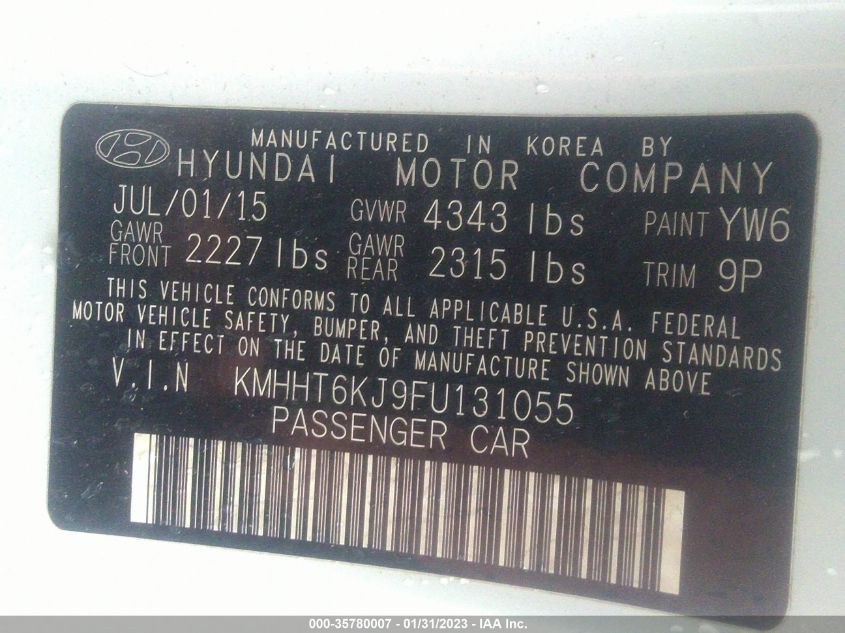 MANUFACTURED IN KOREA BY
HYUNDAI MOTOR COMPANY
JUL/01/15 GVWR 4343 lbs PAINT YW6
GAWR FRONT 2227 lbs GAWR REAR 2315 lbs TRIM 9P
THIS VEHICLE CONFORMS TO ALL APPLICABLE U.S.A. FEDERAL
MOTOR VEHICLE SAFETY, BUMPER, AND THEFT PREVENTION STANDARDS
IN EFFECT ON THE DATE OF MANUFACTURE SHOWN ABOVE.
V.I.N KMHHT6KJ9FU131055
PASSENGER CAR
000-35780007 - 01/31/2023 - IAA Inc.